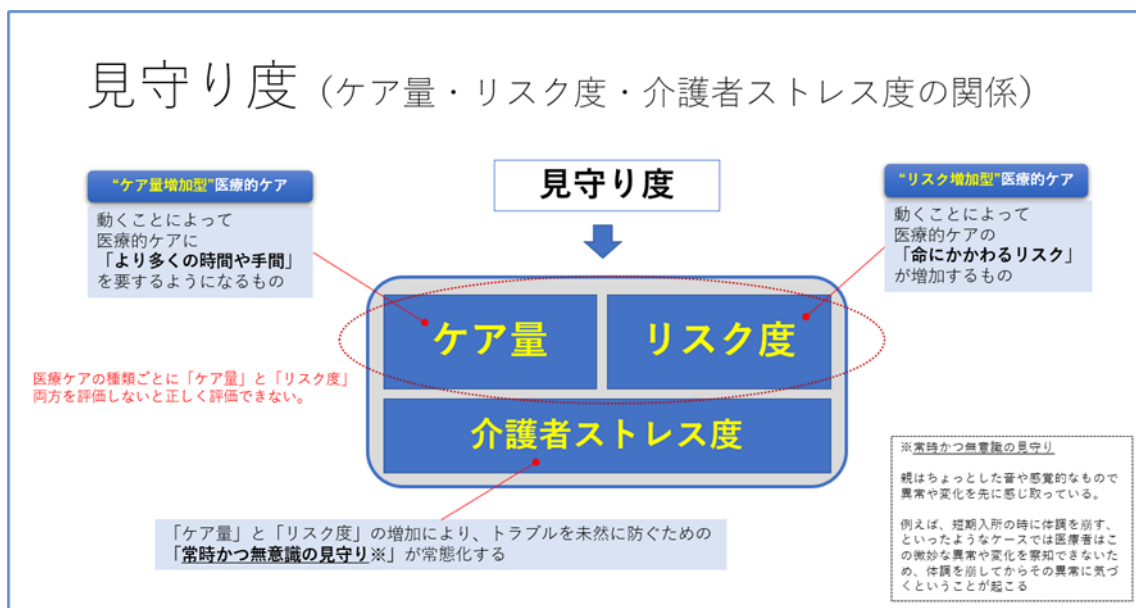 見守り度（ケア量・リスク度・介護者ストレス度の関係）
見守り度
“ケア量増加型”医療的ケア
動くことによって
医療的ケアに
「より多くの時間や手間」
を要するようになるもの
“リスク増加型”医療的ケア
動くことによって
医療的ケアの
「命にかかわるリスク」
が増加するもの
ケア量
リスク度
医療ケアの種類ごとに「ケア量」と「リスク度」
両方を評価しないと正しく評価できない。
介護者ストレス度
「ケア量」と「リスク度」の増加により、トラブルを未然に防ぐための
「常時かつ無意識の見守り※」が常態化する
※常時かつ無意識の見守り
親はちょっとした音や感覚的なもので
異常や変化を先に感じ取っている。
例えば、短期入所の時に体調を崩す、
といったようなケースでは医療者はこ
の微妙な異常や変化を察知できないた
め、体調を崩してからその異常に気づ
くということが起こる